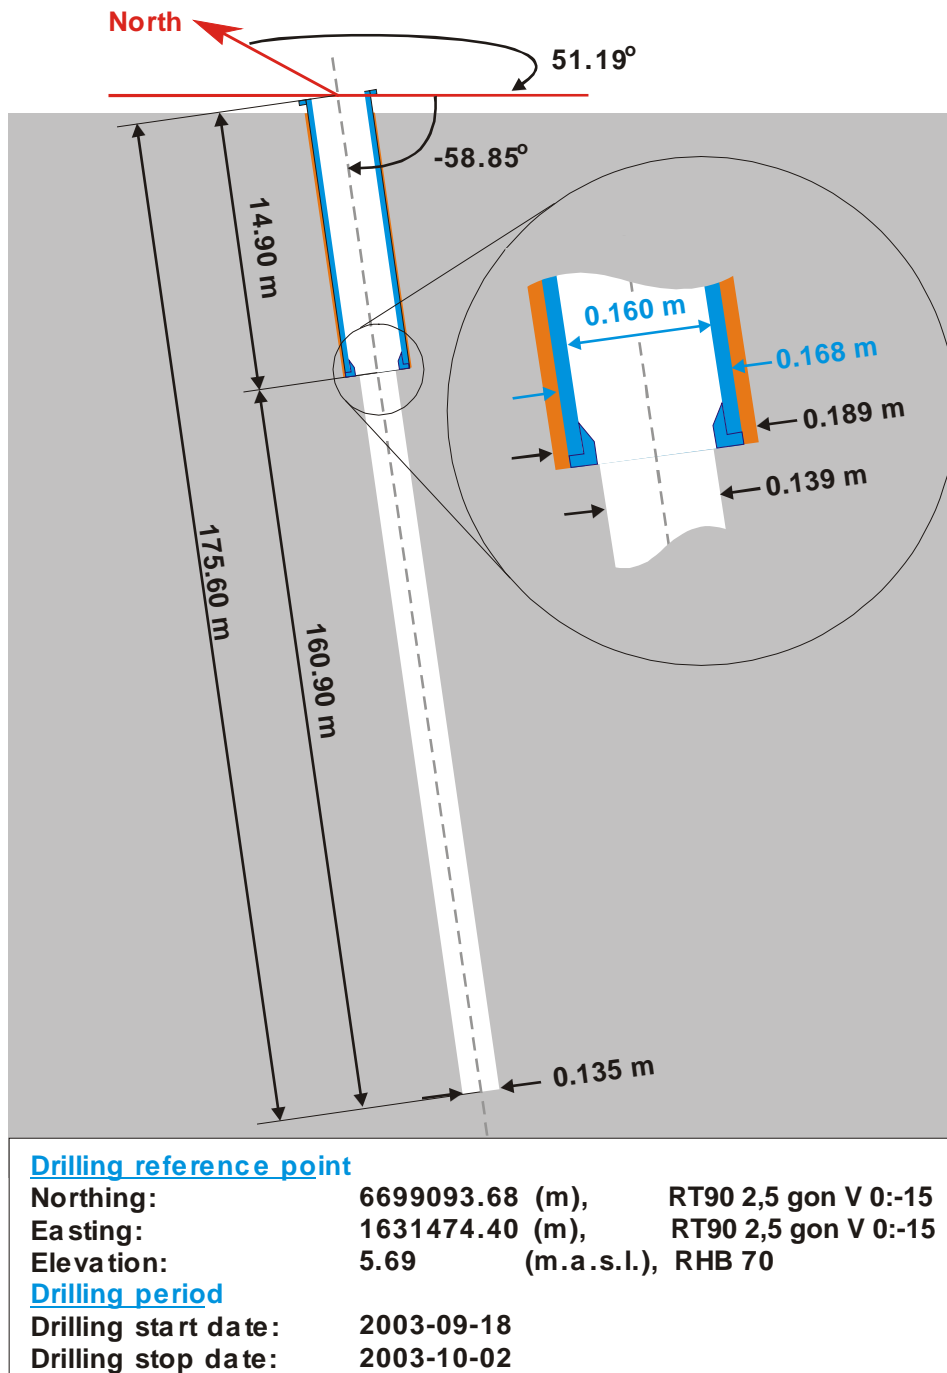 North
51.19°
-58.85°
14.90 m
0.160 m
0.168 m
0.189 m
0.139 m
175.60 m
160.90 m
0.135 m
Drilling reference point
Northing: 6699093.68 (m), RT90 2,5 gon V 0:-15
Easting: 1631474.40 (m), RT90 2,5 gon V 0:-15
Elevation: 5.69 (m.a.s.l.), RHB 70
Drilling period
Drilling start date: 2003-09-18
Drilling stop date: 2003-10-02